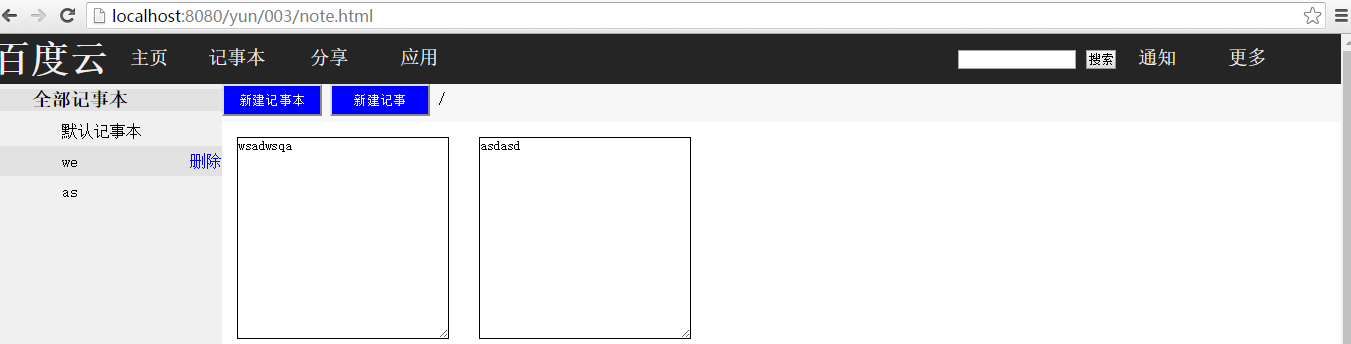 localhost:8080/yun/003/note.html
百度云 主页 记事本 分享 应用 搜索 通知 更多
全部记事本 新建记事本 新建记事 /
默认记事本
wsadwsqa asdasd
we 删除
as